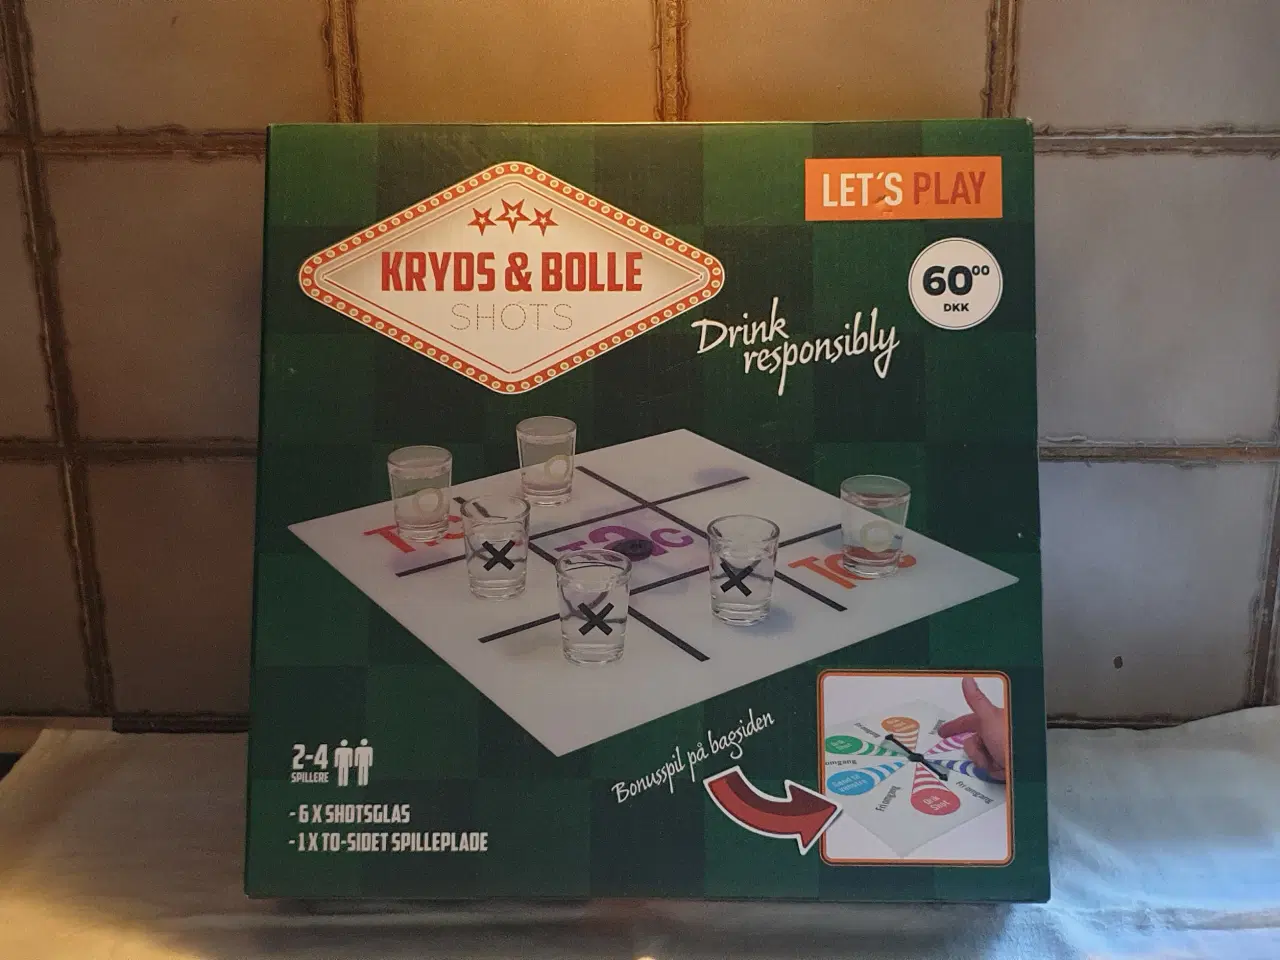 LET'S PLAY
KRYDS & BOLLE
SHOTS
60⁰⁰
DKK
Drink
responsibly
Tac
2-4
SPILLERE
- 6 X SHOTSGLAS
- 1 X TO-SIDET SPILLEPLADE
Bonusspil på bagsiden